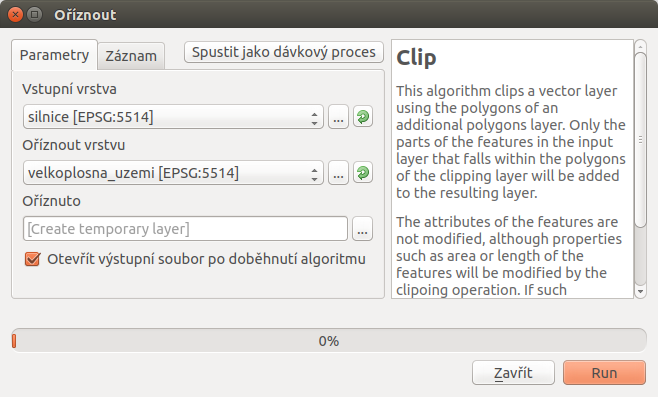 Oříznout
Parametry
Záznam
Spustit jako dávkový proces
Vstupní vrstva
silnice [EPSG:5514]
...
Oříznout vrstvu
velkoplosna_uzemi [EPSG:5514]
...
Oříznuto
[Create temporary layer]
...
Otevřít výstupní soubor po doběhnutí algoritmu
Clip
This algorithm clips a vector layer
using the polygons of an
additional polygons layer. Only the
parts of the features in the input
layer that falls within the polygons
of the clipping layer will be added
to the resulting layer.
The attributes of the features are
not modified, although properties
such as area or length of the
features will be modified by the
clipoing operation. If such
0%
Zavřít
Run